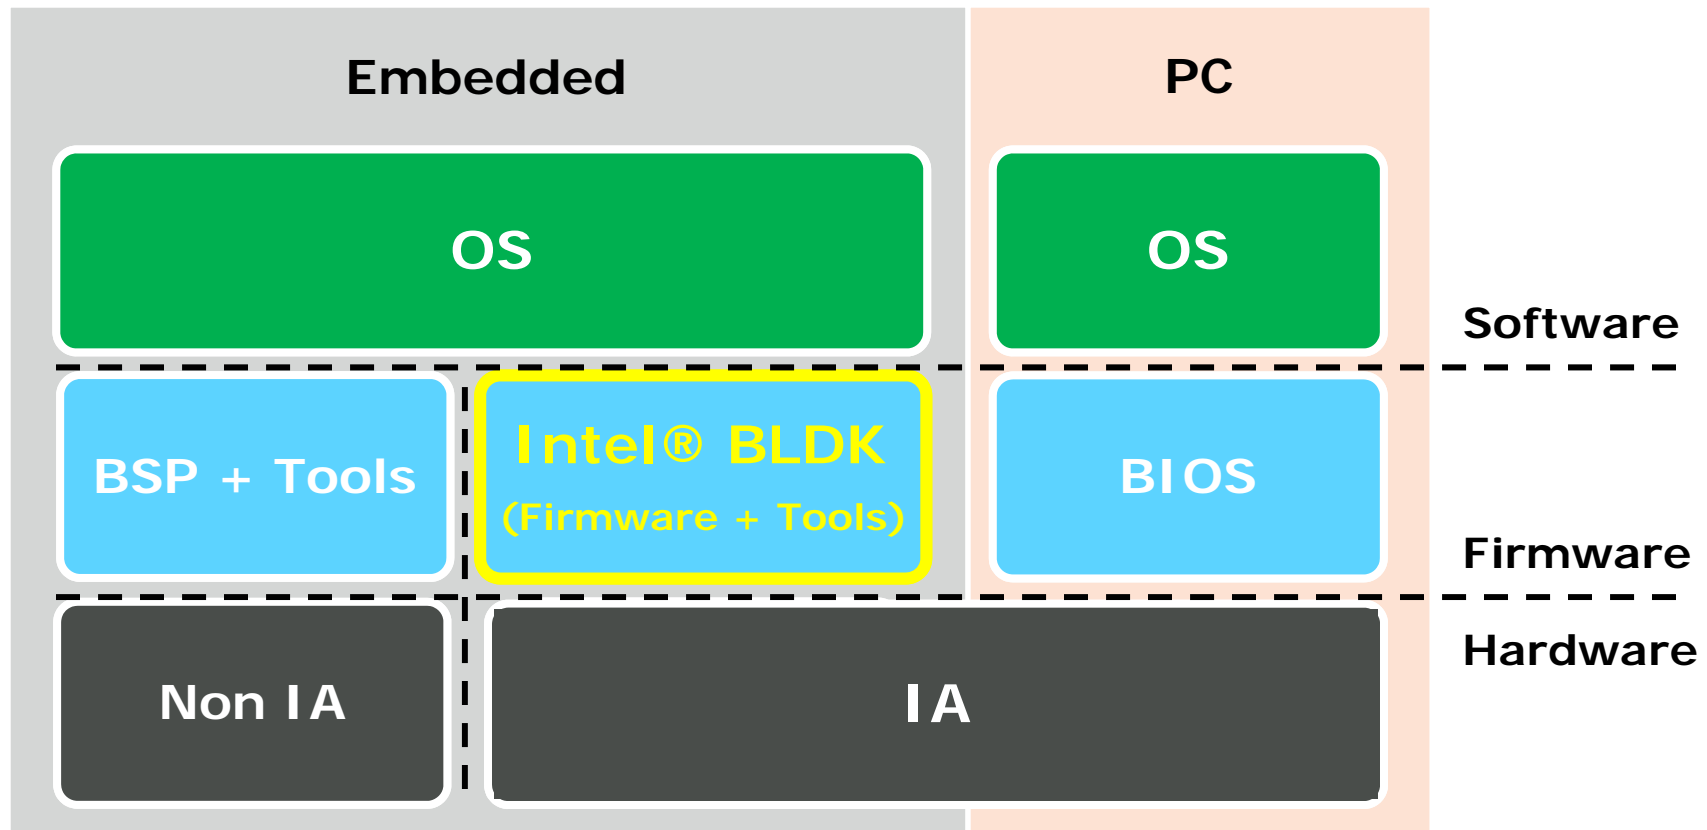 Embedded
PC
OS
OS
Software
BSP + Tools
Intel® BLDK
(Firmware + Tools)
BIOS
Firmware
Hardware
Non IA
IA